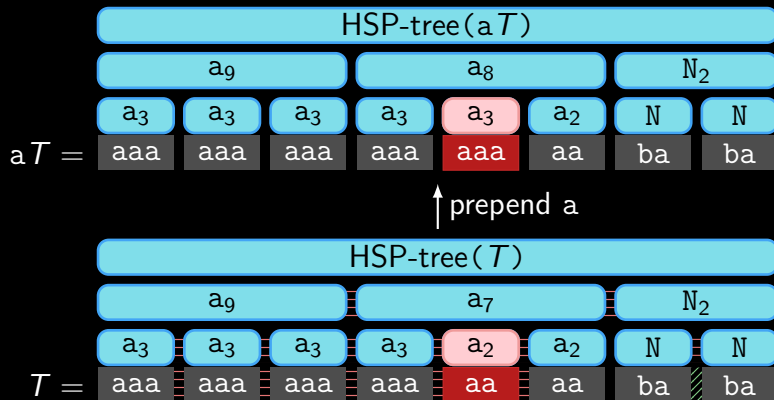 HSP-tree(aT)
a₉ a₈ N₂
a₃ a₃ a₃ a₃ a₃ a₂ N N
aT = aaa aaa aaa aaa aaa aa ba ba
prepend a
HSP-tree(T)
a₉ a₇ N₂
a₃ a₃ a₃ a₃ a₂ a₂ N N
T = aaa aaa aaa aaa aa aa ba ba